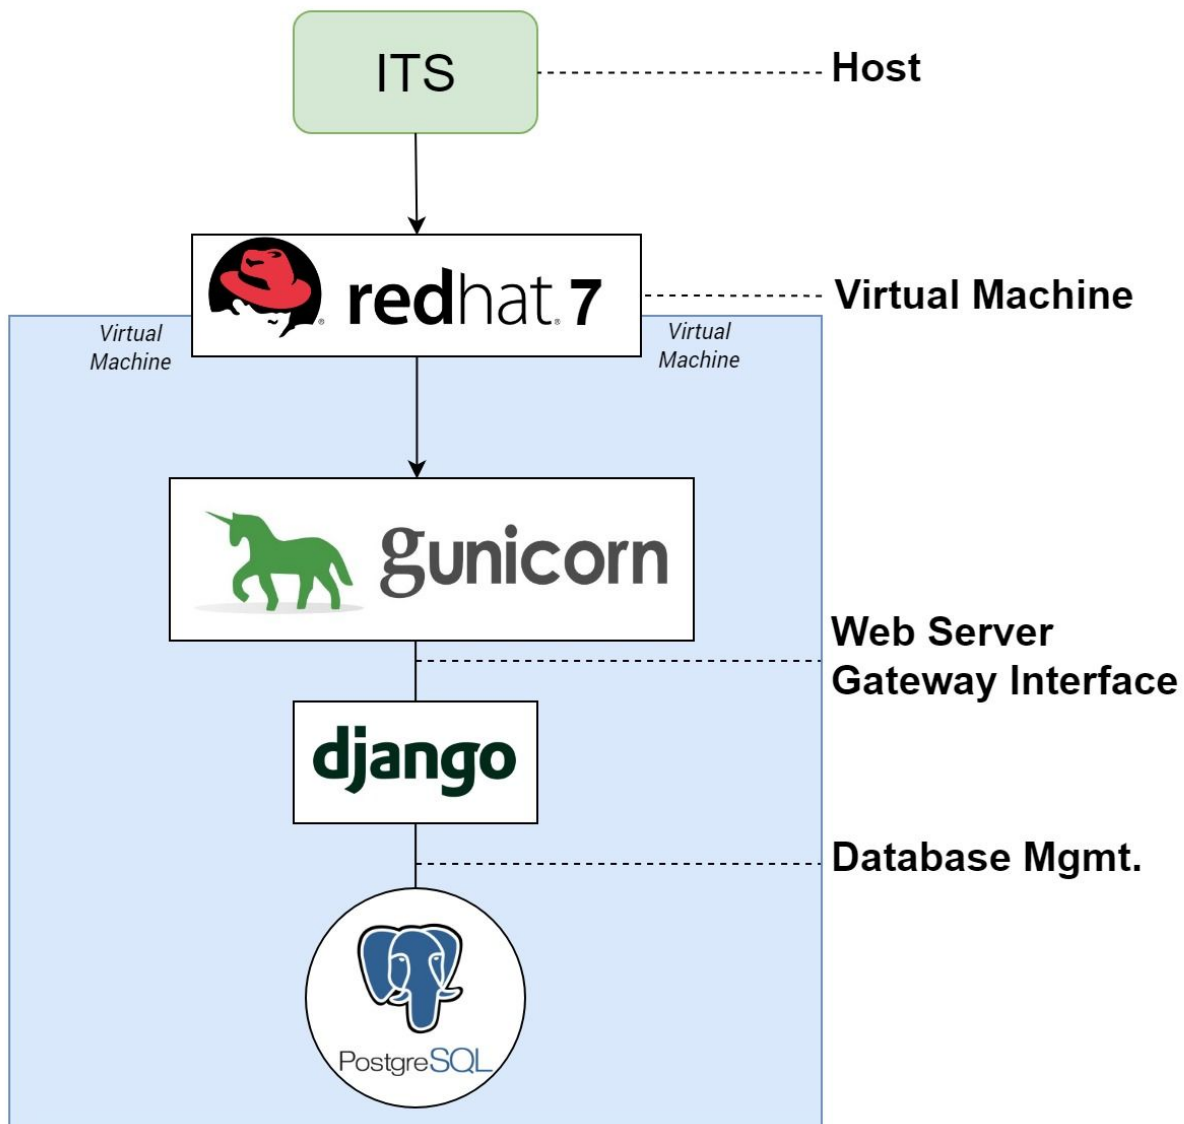 ITS
Host
redhat. 7
Virtual Machine
Virtual
Machine
Virtual
Machine
gunicorn
Web Server
Gateway Interface
django
Database Mgmt.
PostgreSQL